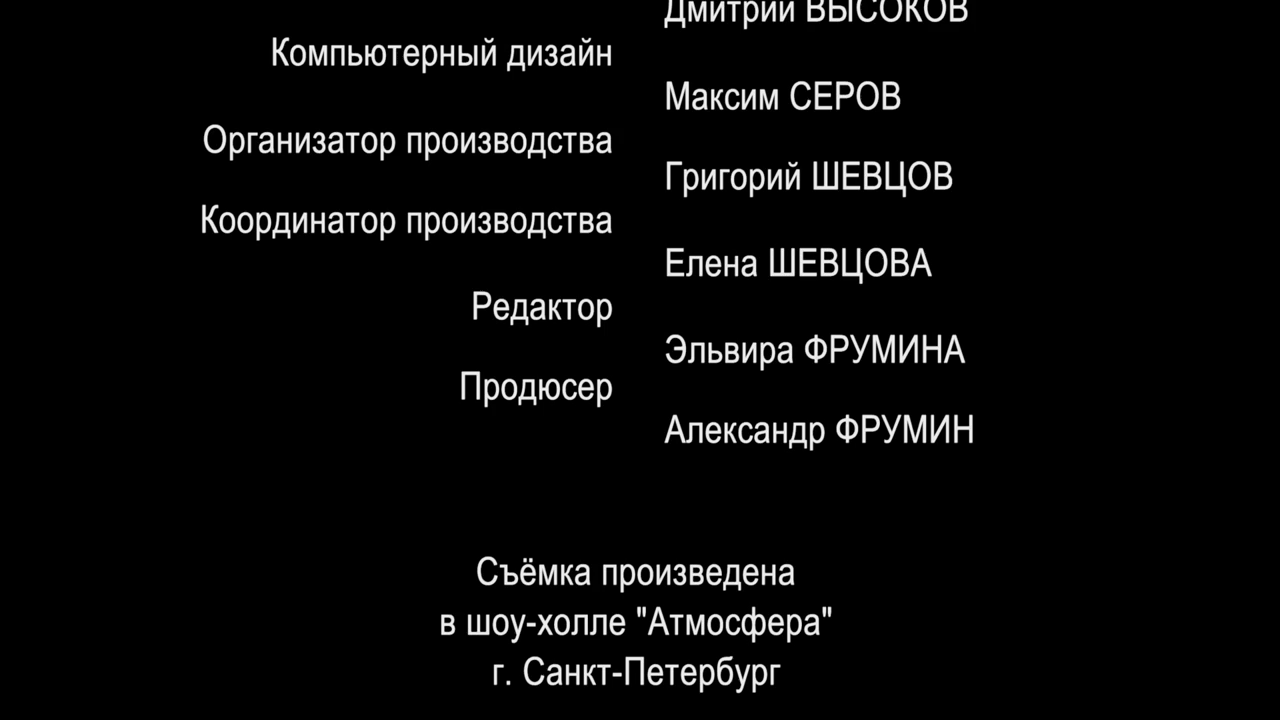 Дмитрий ВЫСОКОВ
Компьютерный дизайн
Максим СЕРОВ
Организатор производства
Григорий ШЕВЦОВ
Координатор производства
Елена ШЕВЦОВА
Редактор
Эльвира ФРУМИНА
Продюсер
Александр ФРУМИН
Съёмка произведена
в шоу-холле "Атмосфера"
г. Санкт-Петербург